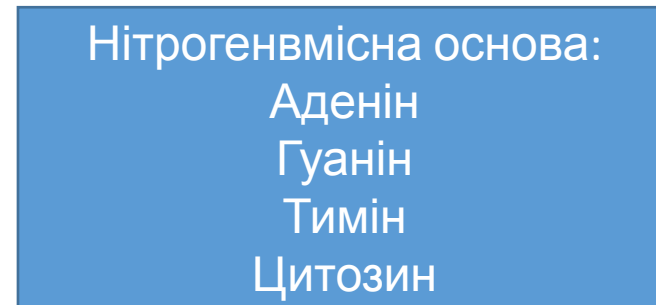 Нітрогенвмісна основа:
Аденін
Гуанін
Тимін
Цитозин